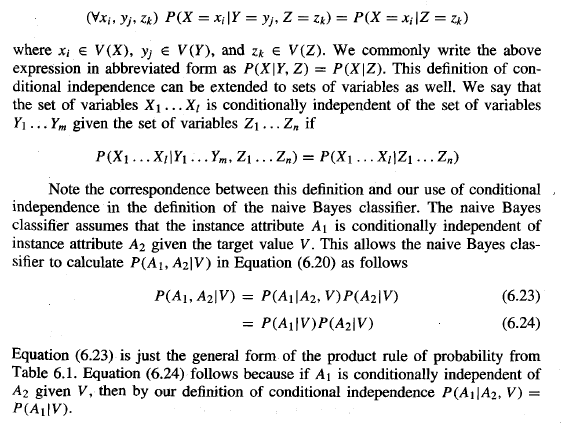 (∀xᵢ, yⱼ, zₖ) P(X = xᵢ|Y = yⱼ, Z = zₖ) = P(X = xᵢ|Z = zₖ)
where xᵢ ∈ V(X), yⱼ ∈ V(Y), and zₖ ∈ V(Z). We commonly write the above
expression in abbreviated form as P(X|Y, Z) = P(X|Z). This definition of con-
ditional independence can be extended to sets of variables as well. We say that
the set of variables X₁ ... Xₗ is conditionally independent of the set of variables
Y₁ ... Yₘ given the set of variables Z₁ ... Zₙ if
P(X₁ ... Xₗ|Y₁ ... Yₘ, Z₁ ... Zₙ) = P(X₁ ... Xₗ|Z₁ ... Zₙ)
Note the correspondence between this definition and our use of conditional
independence in the definition of the naive Bayes classifier. The naive Bayes
classifier assumes that the instance attribute A₁ is conditionally independent of
instance attribute A₂ given the target value V. This allows the naive Bayes clas-
sifier to calculate P(A₁, A₂|V) in Equation (6.20) as follows
P(A₁, A₂|V) = P(A₁|A₂, V)P(A₂|V) (6.23)
= P(A₁|V)P(A₂|V) (6.24)
Equation (6.23) is just the general form of the product rule of probability from
Table 6.1. Equation (6.24) follows because if A₁ is conditionally independent of
A₂ given V, then by our definition of conditional independence P(A₁|A₂, V) =
P(A₁|V).